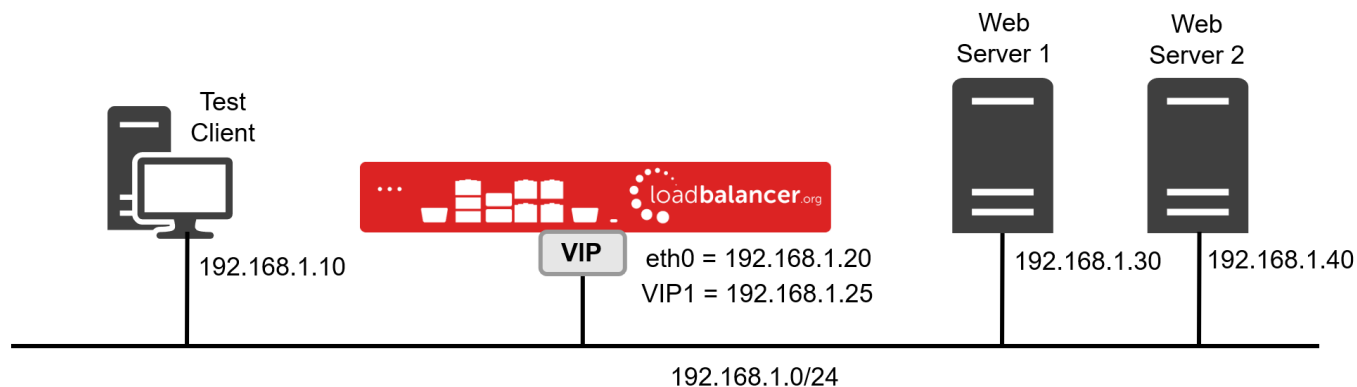 Web
Server 1
Web
Server 2
Test
Client
loadbalancer.org
VIP
eth0 = 192.168.1.20
VIP1 = 192.168.1.25
192.168.1.10
192.168.1.30
192.168.1.40
192.168.1.0/24